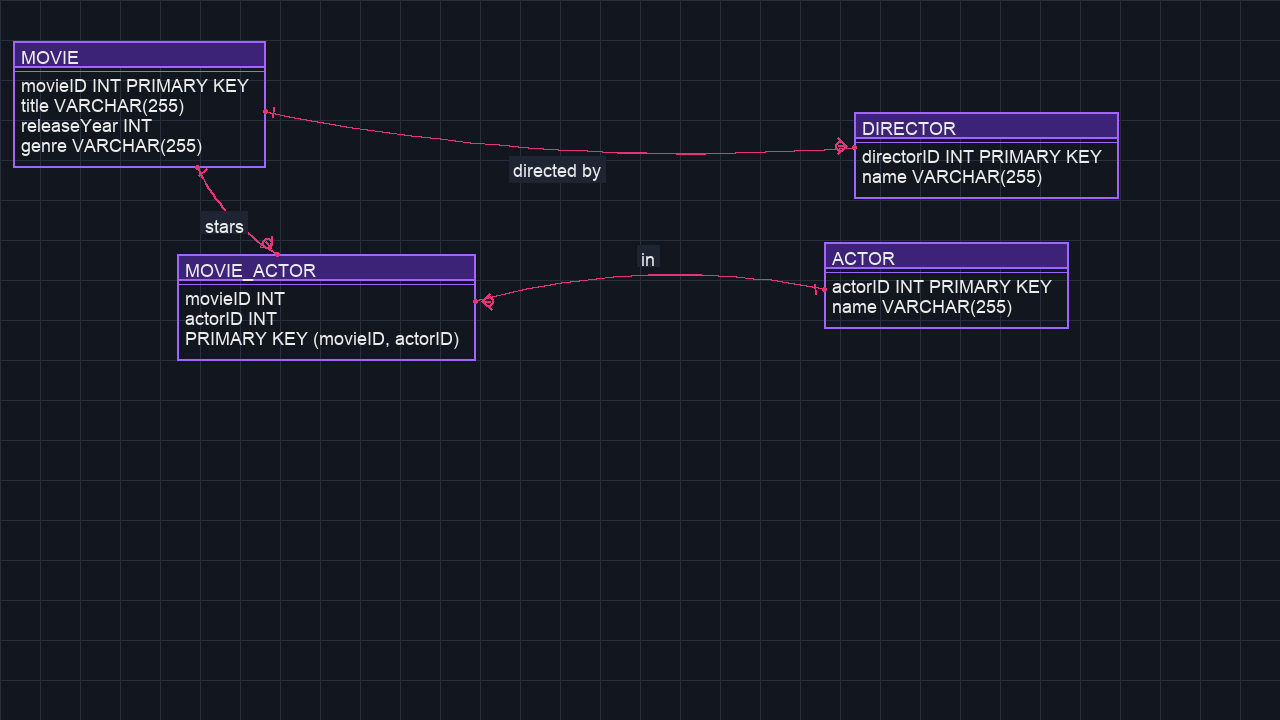 MOVIE
movieID INT PRIMARY KEY
title VARCHAR(255)
releaseYear INT
genre VARCHAR(255)
directed by
DIRECTOR
directorID INT PRIMARY KEY
name VARCHAR(255)
stars
MOVIE_ACTOR
movieID INT
actorID INT
PRIMARY KEY (movieID, actorID)
in
ACTOR
actorID INT PRIMARY KEY
name VARCHAR(255)